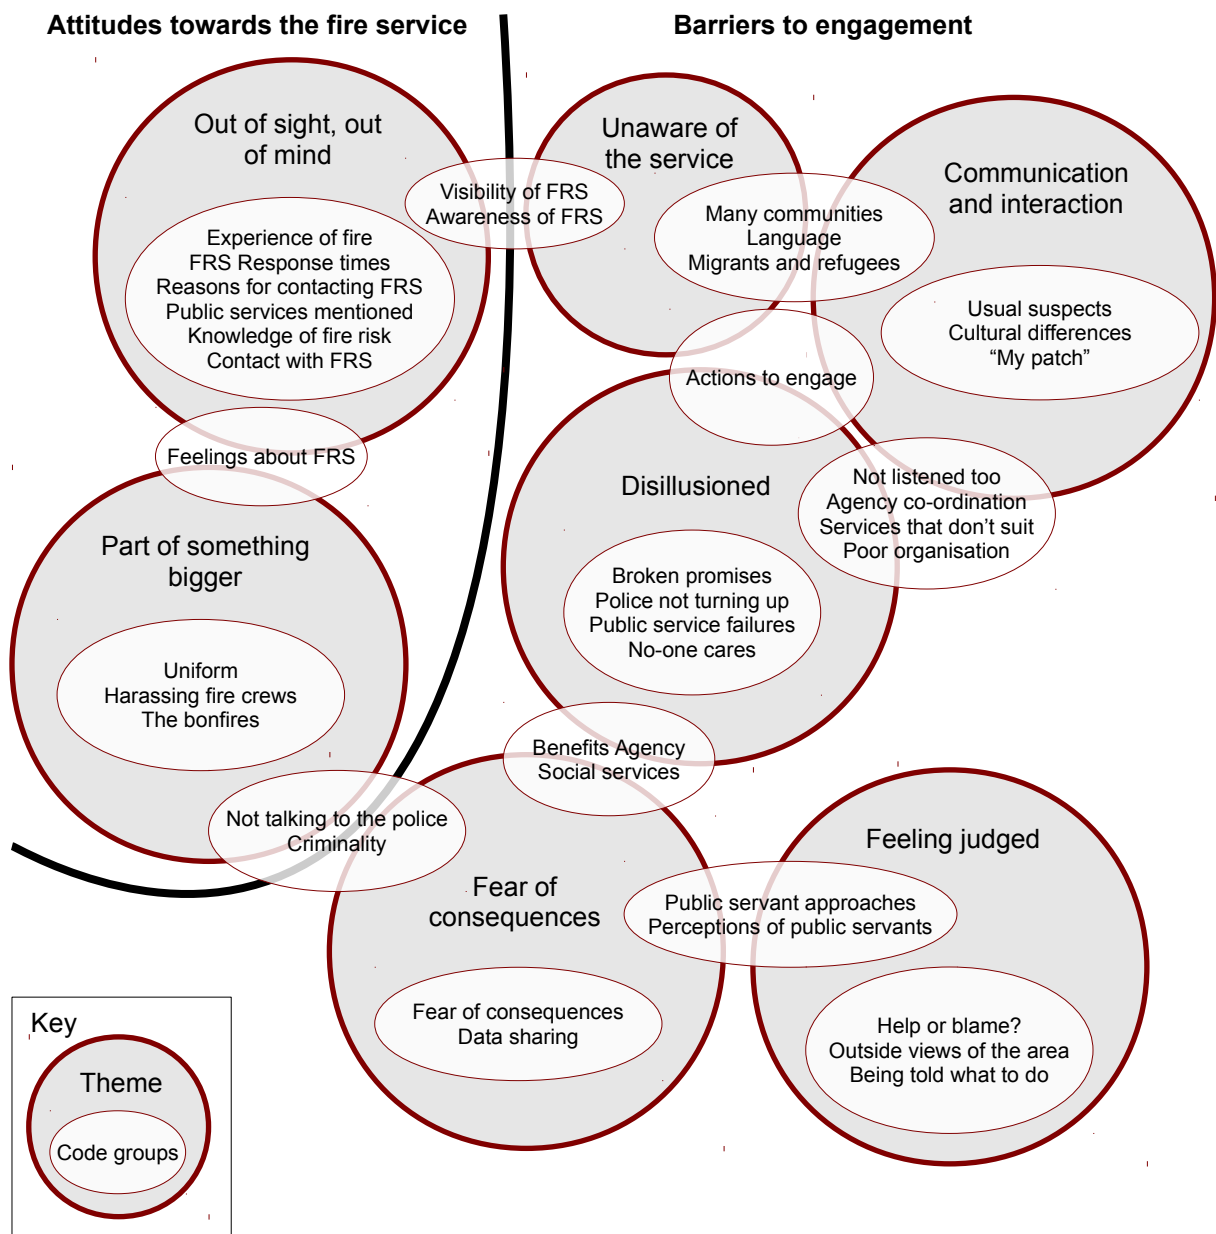 Attitudes towards the fire service
Barriers to engagement
Out of sight, out
of mind
Experience of fire
FRS Response times
Reasons for contacting FRS
Public services mentioned
Knowledge of fire risk
Contact with FRS
Visibility of FRS
Awareness of FRS
Unaware of
the service
Many communities
Language
Migrants and refugees
Communication
and interaction
Usual suspects
Cultural differences
“My patch”
Actions to engage
Feelings about FRS
Part of something
bigger
Uniform
Harassing fire crews
The bonfires
Disillusioned
Broken promises
Police not turning up
Public service failures
No-one cares
Not listened too
Agency co-ordination
Services that don’t suit
Poor organisation
Benefits Agency
Social services
Not talking to the police
Criminality
Fear of
consequences
Fear of consequences
Data sharing
Public servant approaches
Perceptions of public servants
Feeling judged
Help or blame?
Outside views of the area
Being told what to do
Key
Theme
Code groups